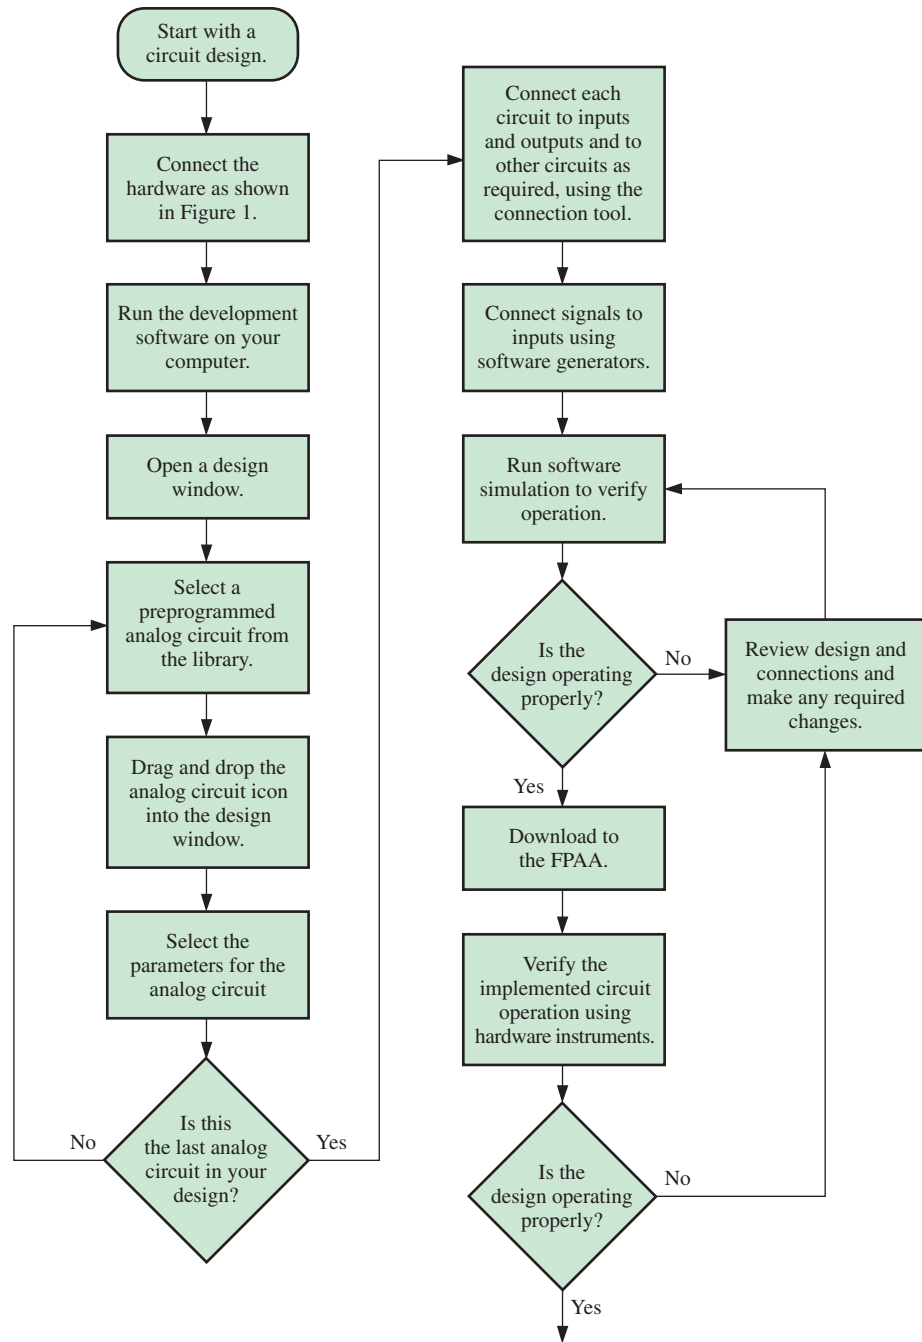 Start with a
circuit design.
Connect the
hardware as shown
in Figure 1.
Run the development
software on your
computer.
Open a design
window.
Select a
preprogrammed
analog circuit from
the library.
Drag and drop the
analog circuit icon
into the design
window.
Select the
parameters for the
analog circuit
Is this
the last analog
circuit in your
design?
No
Yes
Connect each
circuit to inputs
and outputs and to
other circuits as
required, using the
connection tool.
Connect signals to
inputs using
software generators.
Run software
simulation to verify
operation.
Is the
design operating
properly?
No
Review design and
connections and
make any required
changes.
Yes
Download to
the FPAA.
Verify the
implemented circuit
operation using
hardware instruments.
Is the
design operating
properly?
No
Yes